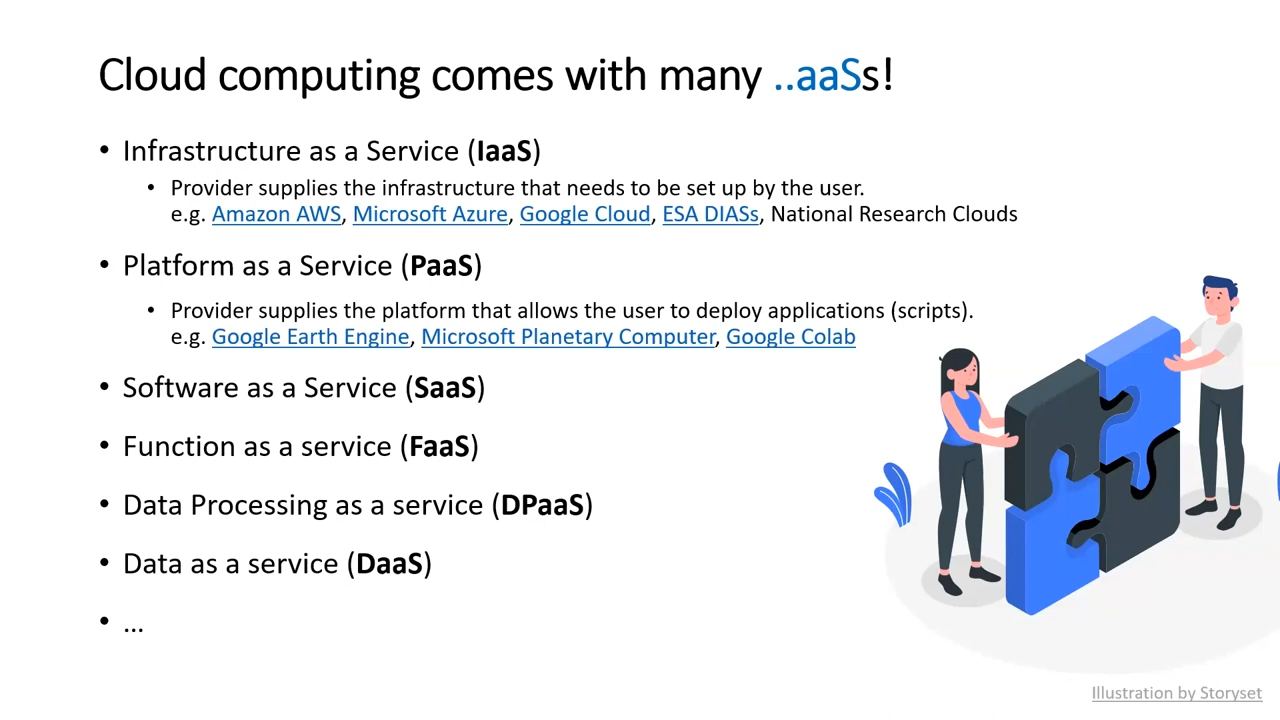 Cloud computing comes with many ..aaSs!
• Infrastructure as a Service (IaaS)
• Provider supplies the infrastructure that needs to be set up by the user.
e.g. Amazon AWS, Microsoft Azure, Google Cloud, ESA DIASs, National Research Clouds
• Platform as a Service (PaaS)
• Provider supplies the platform that allows the user to deploy applications (scripts).
e.g. Google Earth Engine, Microsoft Planetary Computer, Google Colab
• Software as a Service (SaaS)
• Function as a service (FaaS)
• Data Processing as a service (DPaaS)
• Data as a service (DaaS)
• ...
Illustration by Storyset